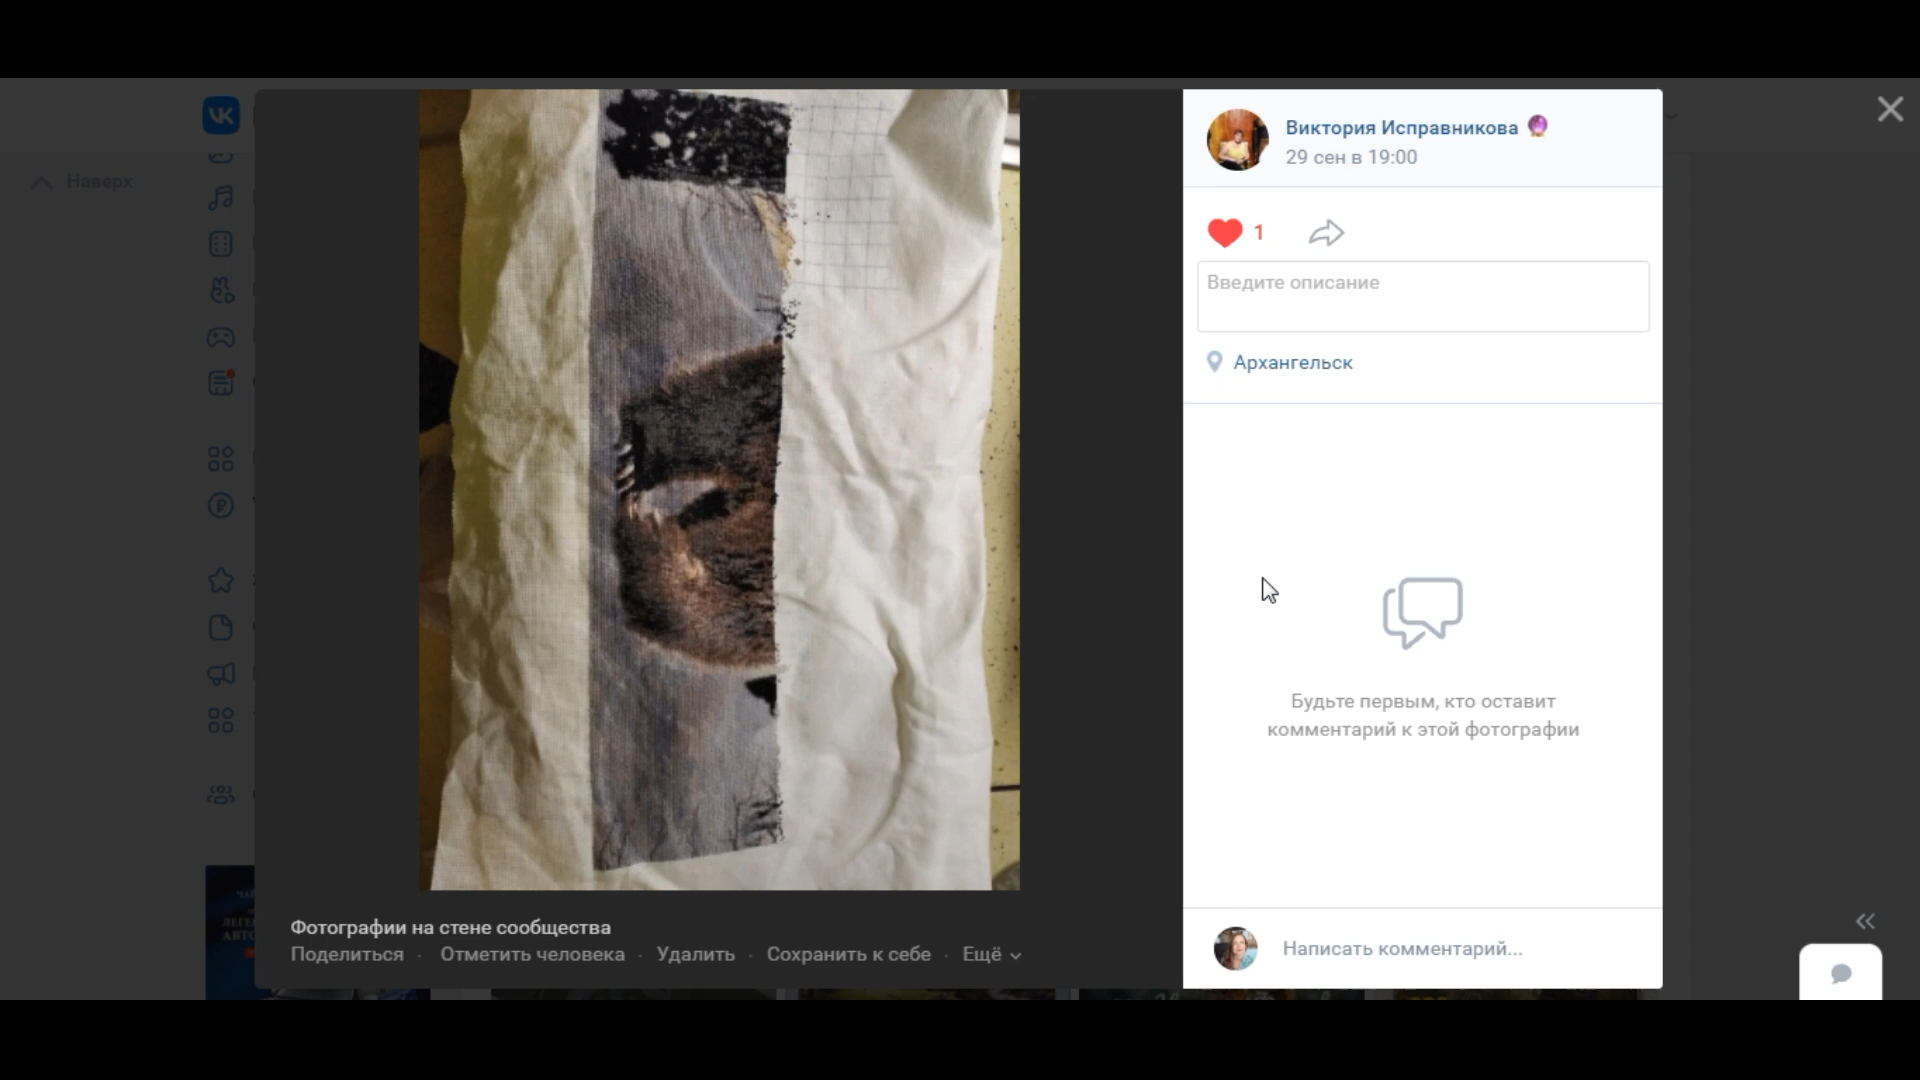 Наверх
Виктория Исправникова
29 сен в 19:00
1
Введите описание
Архангельск
Будьте первым, кто оставит
комментарий к этой фотографии
Фотографии на стене сообщества
Поделиться · Отметить человека · Удалить · Сохранить к себе · Ещё
Написать комментарий...